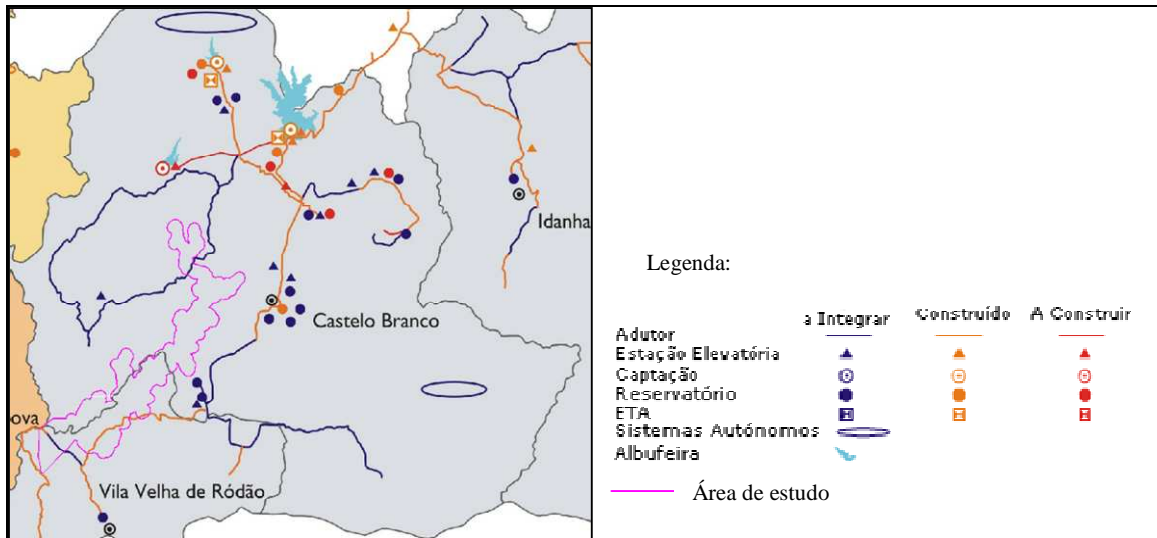 Idanha
Castelo Branco
ova
Vila Velha de Ródão
Legenda:
a Integrar Construído A Construir
Adutor
Estação Elevatória
Captação
Reservatório
ETA
Sistemas Autónomos
Albufeira
Área de estudo